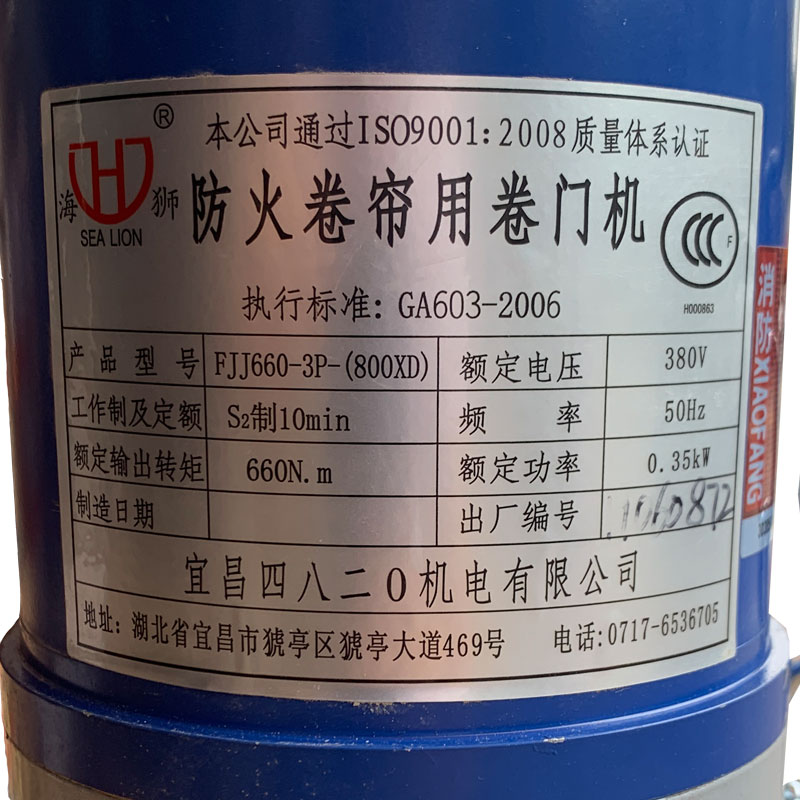 本公司通过ISO9001:2008质量体系认证
®
H
海狮
SEA LION
防火卷帘用卷门机
CCC F
H000863
执行标准: GA603-2006
产品型号 FJJ660-3P-(800XD) 额定电压 380V
工作制及定额 S2制10min 频率 50Hz
额定输出转矩 660N.m 额定功率 0.35kW
制造日期 出厂编号
宜昌四八二0机电有限公司
地址: 湖北省宜昌市猇亭区猇亭大道469号 电话:0717-6536705
消防 XIAOFANG